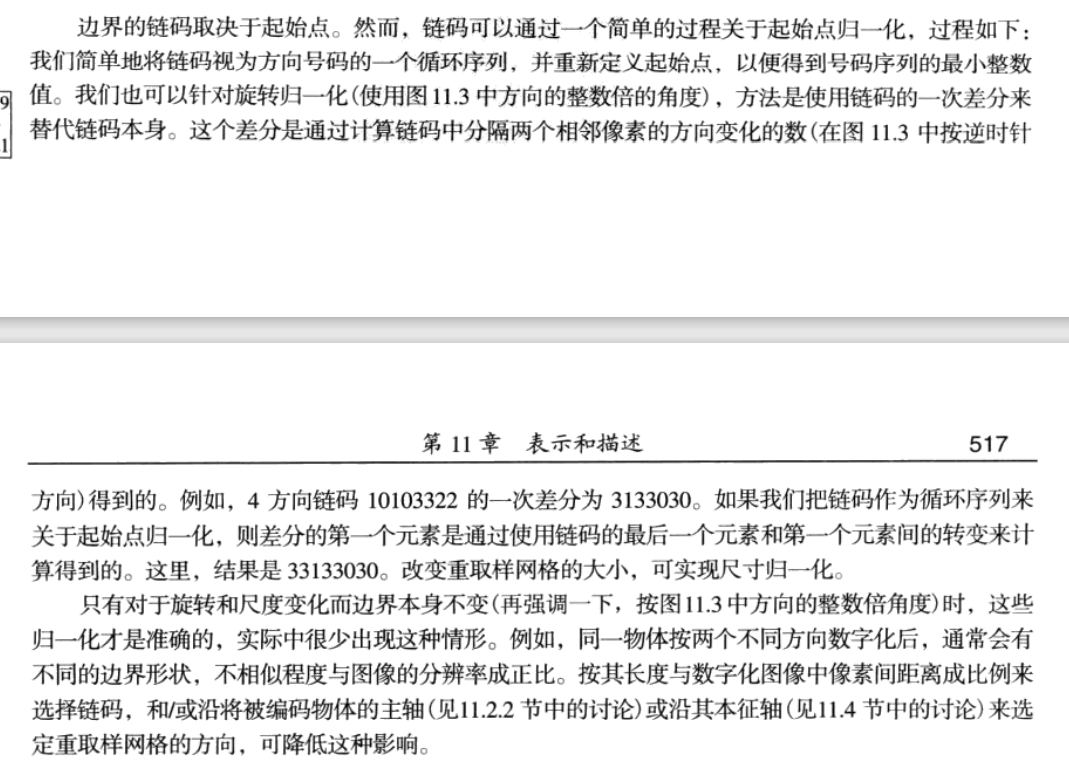 边界的链码取决于起始点。然而，链码可以通过一个简单的过程关于起始点归一化，过程如下：
我们简单地将链码视为方向号码的一个循环序列，并重新定义起始点，以便得到号码序列的最小整数
9
值。我们也可以针对旋转归一化(使用图11.3中方向的整数倍的角度)，方法是使用链码的一次差分来
1
替代链码本身。这个差分是通过计算链码中分隔两个相邻像素的方向变化的数(在图 11.3 中按逆时针
第 11 章 表示和描述
517
方向)得到的。例如，4 方向链码 10103322 的一次差分为 3133030。如果我们把链码作为循环序列来
关于起始点归一化，则差分的第一个元素是通过使用链码的最后一个元素和第一个元素间的转变来计
算得到的。这里，结果是 33133030。改变重取样网格的大小，可实现尺寸归一化。
只有对于旋转和尺度变化而边界本身不变(再强调一下，按图11.3中方向的整数倍角度)时，这些
归一化才是准确的，实际中很少出现这种情形。例如，同一物体按两个不同方向数字化后，通常会有
不同的边界形状，不相似程度与图像的分辨率成正比。按其长度与数字化图像中像素间距离成比例来
选择链码，和/或沿将被编码物体的主轴(见11.2.2 节中的讨论)或沿其本征轴(见11.4 节中的讨论)来选
定重取样网格的方向，可降低这种影响。